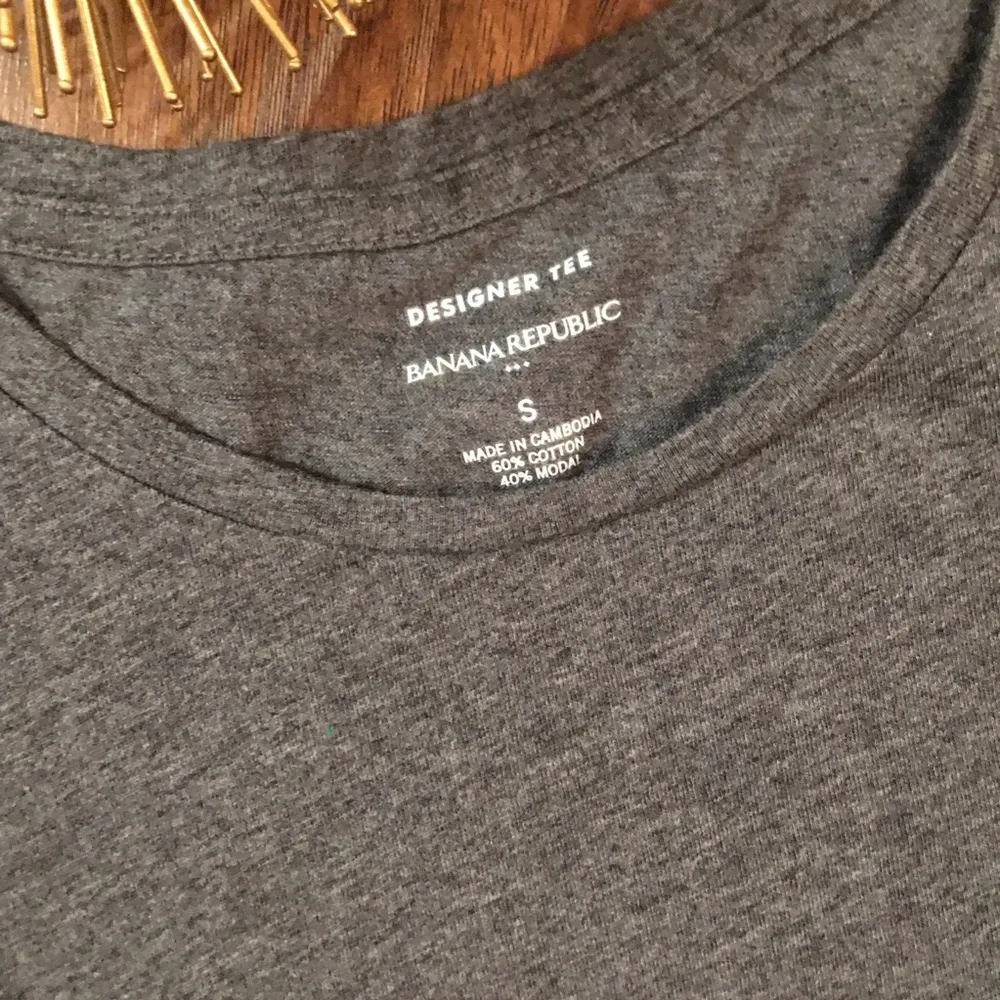 DESIGNER TEE
BANANA REPUBLIC
S
MADE IN CAMBODIA
60% COTTON
40% MODAL